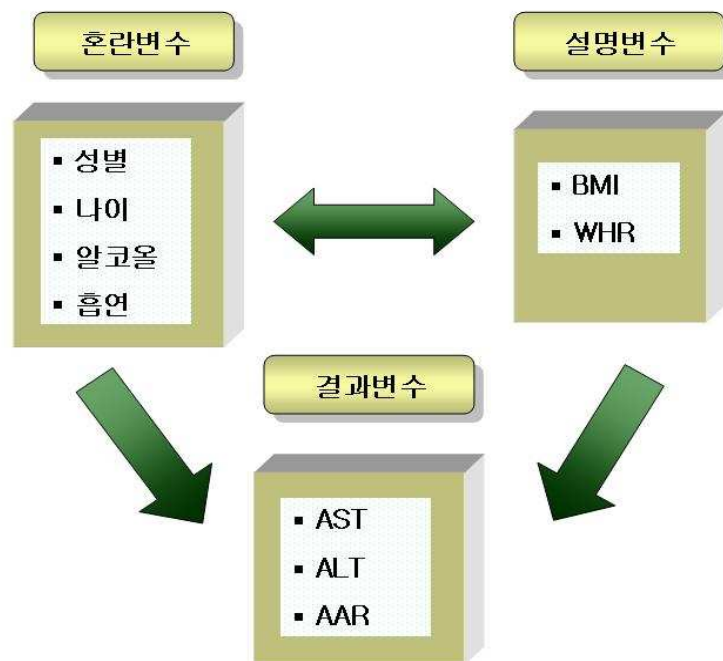 혼란변수
설명변수
▪ 성별
▪ 나이
▪ 알코올
▪ 흡연
▪ BMI
▪ WHR
결과변수
▪ AST
▪ ALT
▪ AAR